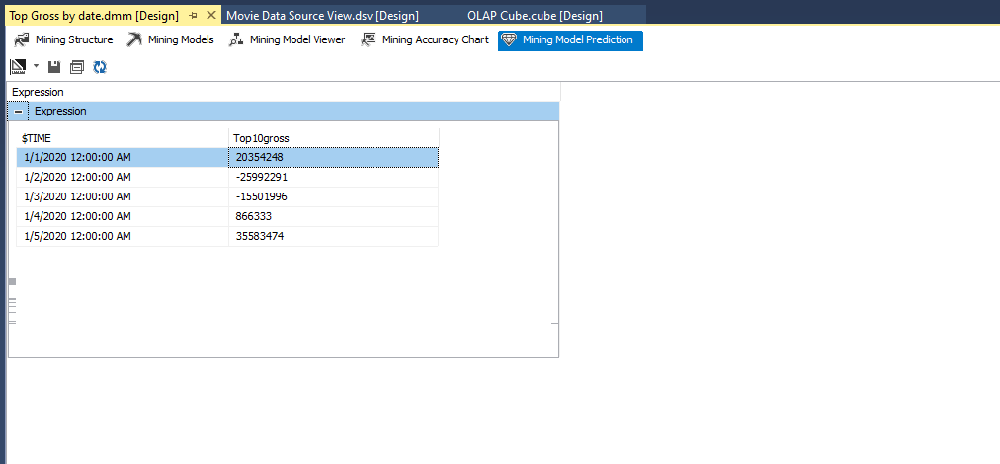 Top Gross by date.dmm [Design] Movie Data Source View.dsv [Design] OLAP Cube.cube [Design]
Mining Structure Mining Models Mining Model Viewer Mining Accuracy Chart Mining Model Prediction
Expression
Expression
$TIME Top10gross
1/1/2020 12:00:00 AM 20354248
1/2/2020 12:00:00 AM -25992291
1/3/2020 12:00:00 AM -15501996
1/4/2020 12:00:00 AM 866333
1/5/2020 12:00:00 AM 35583474